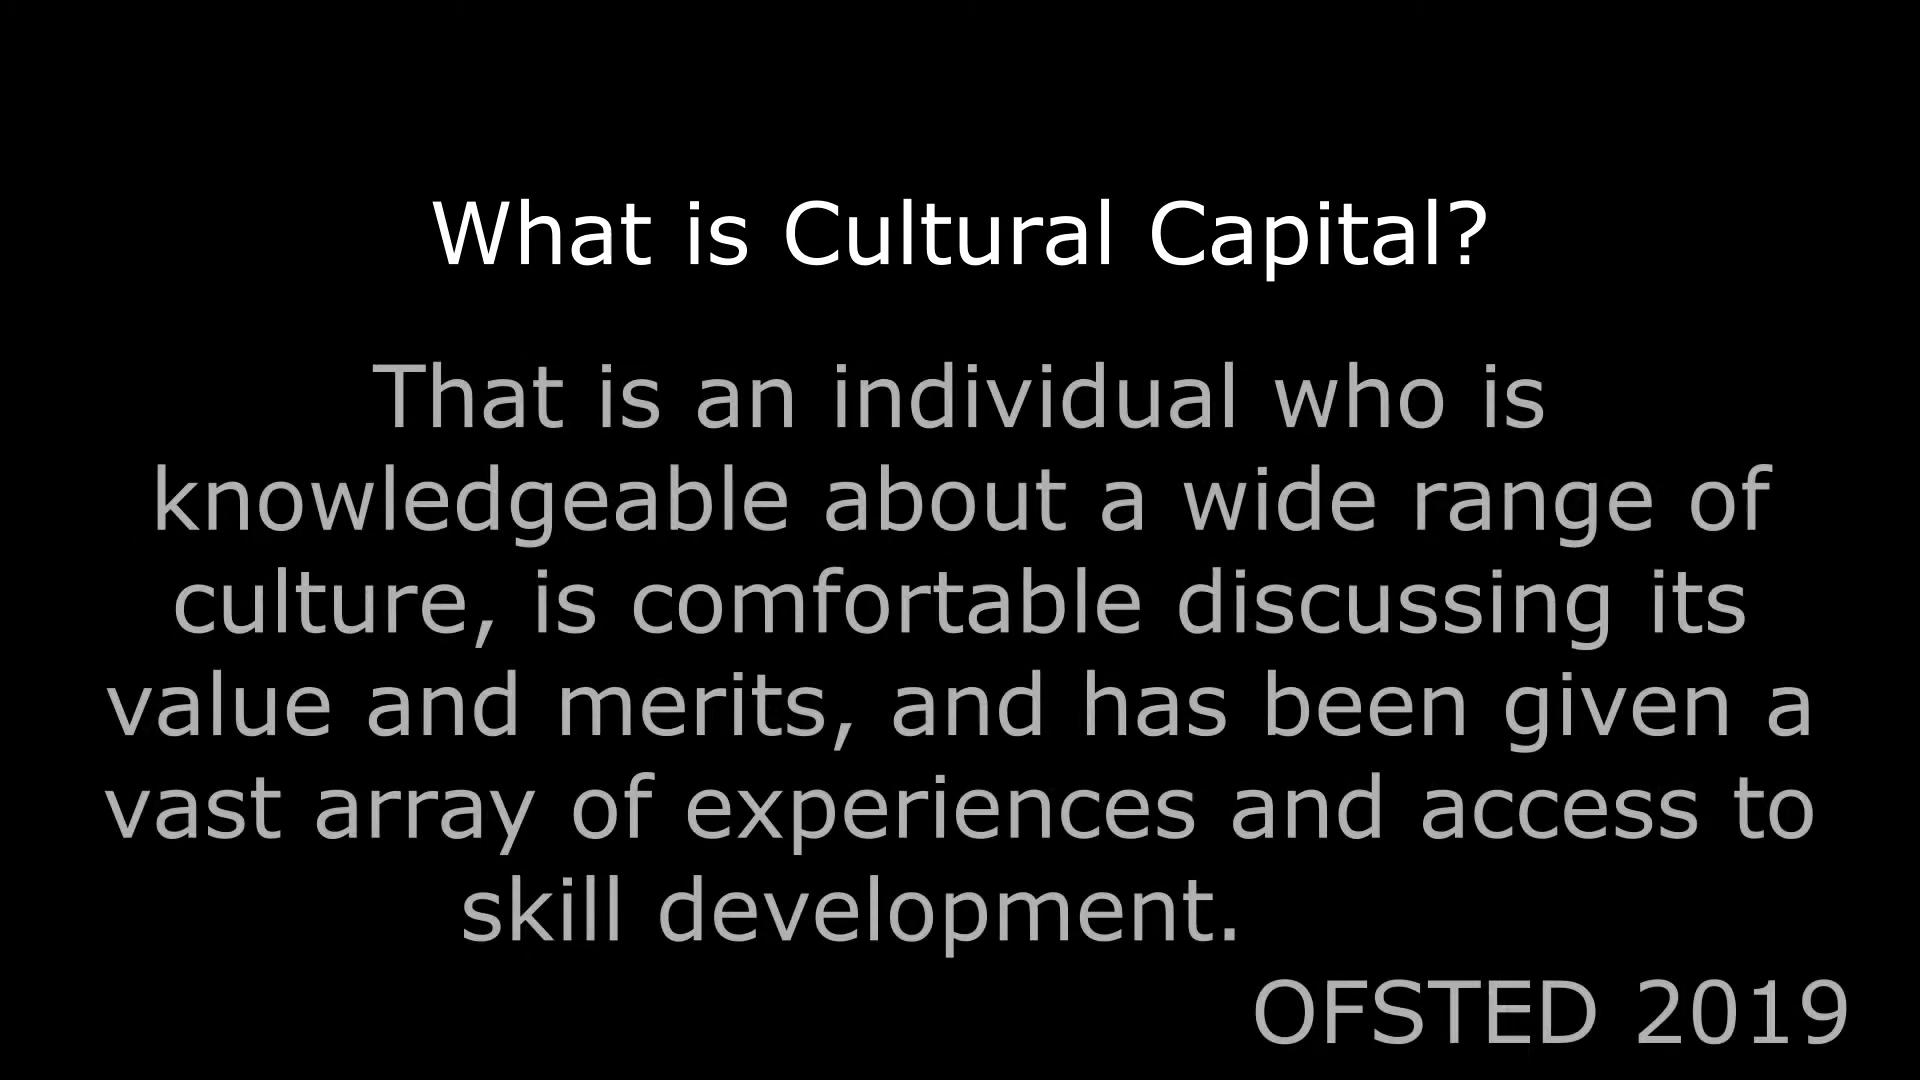 What is Cultural Capital?
That is an individual who is
knowledgeable about a wide range of
culture, is comfortable discussing its
value and merits, and has been given a
vast array of experiences and access to
skill development.
OFSTED 2019